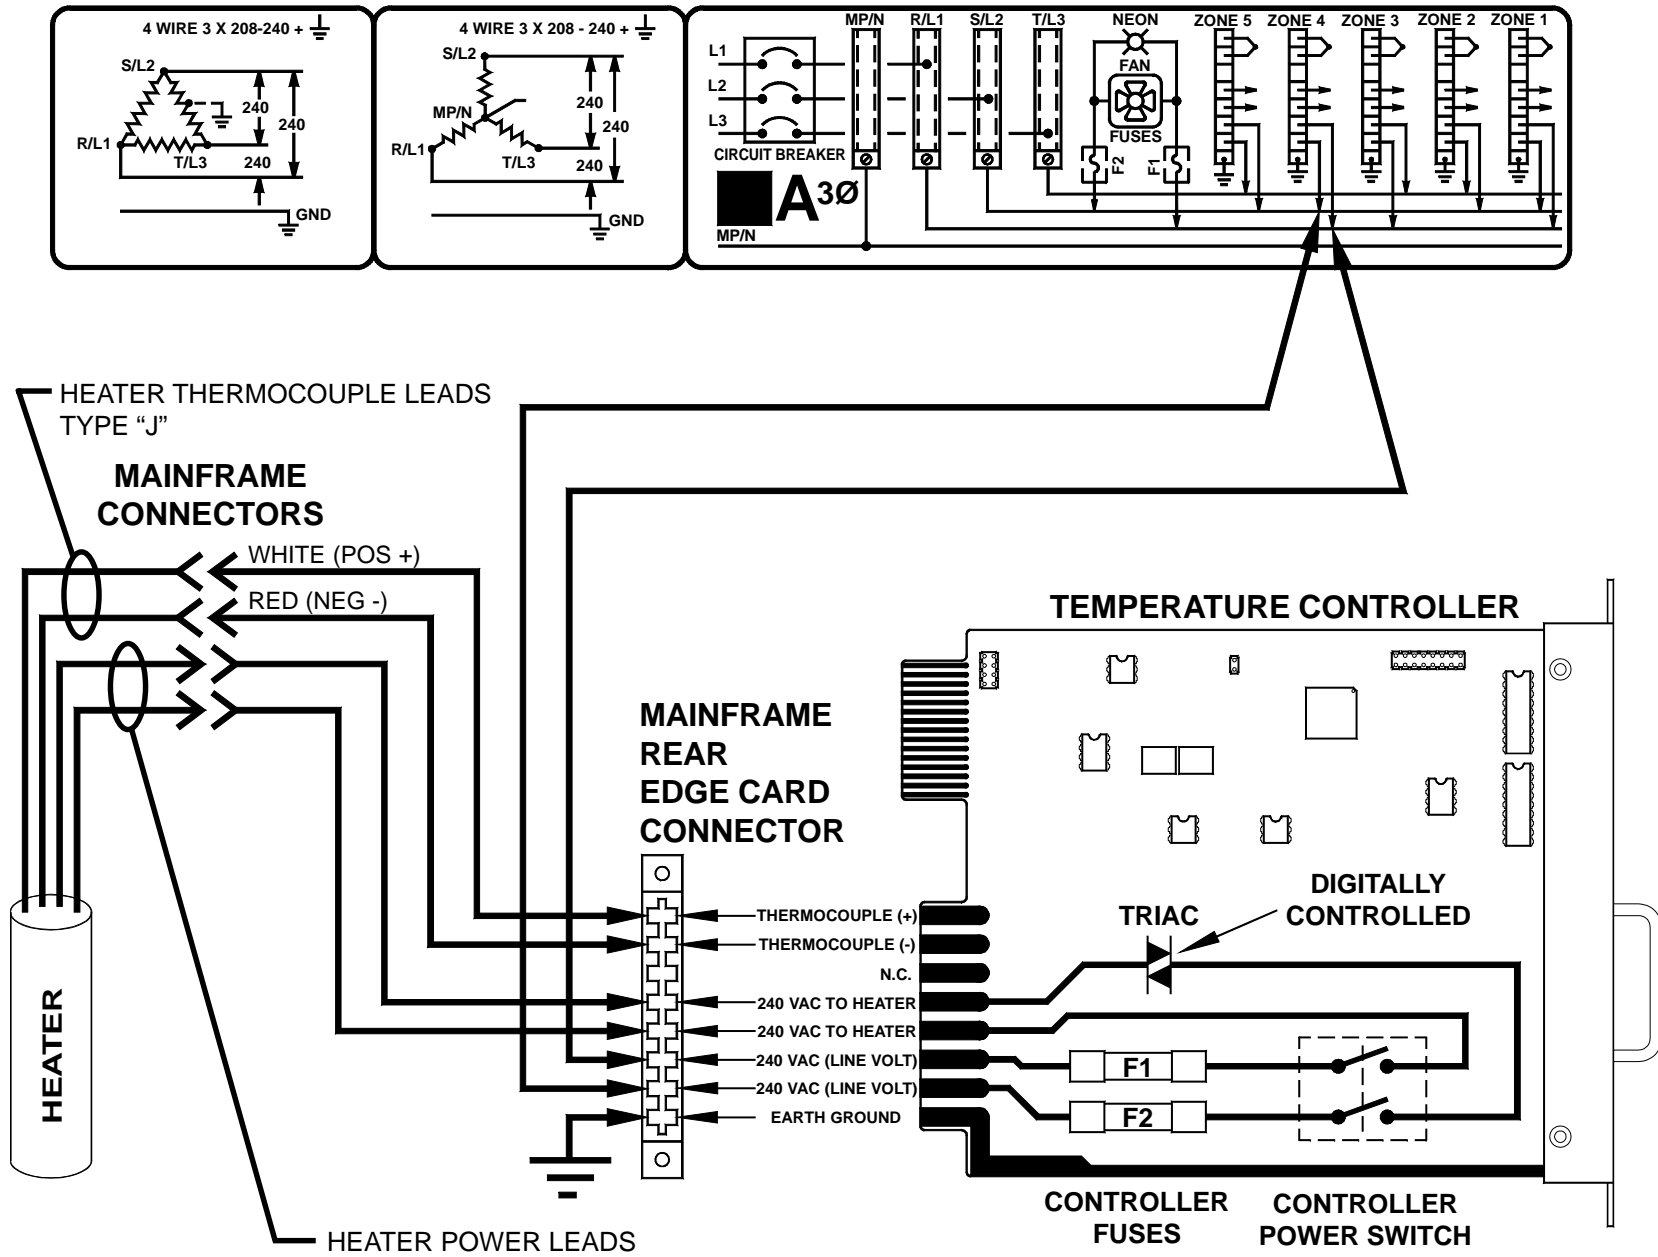 4 WIRE 3 X 208-240 +
S/L2
240
240
R/L1
T/L3
240
GND
4 WIRE 3 X 208 - 240 +
S/L2
240
MP/N
240
R/L1
T/L3
240
GND
MP/N R/L1 S/L2 T/L3 NEON ZONE 5 ZONE 4 ZONE 3 ZONE 2 ZONE 1
L1
FAN
L2
L3
FUSES
CIRCUIT BREAKER
F2
F1
A3Ø
MP/N
HEATER THERMOCOUPLE LEADS
TYPE “J”
MAINFRAME
CONNECTORS
WHITE (POS +)
RED (NEG -)
TEMPERATURE CONTROLLER
MAINFRAME
REAR
EDGE CARD
CONNECTOR
DIGITALLY
CONTROLLED
TRIAC
THERMOCOUPLE (+)
THERMOCOUPLE (-)
N.C.
240 VAC TO HEATER
240 VAC TO HEATER
240 VAC (LINE VOLT)
240 VAC (LINE VOLT)
EARTH GROUND
F1
F2
HEATER
CONTROLLER
FUSES
CONTROLLER
POWER SWITCH
HEATER POWER LEADS